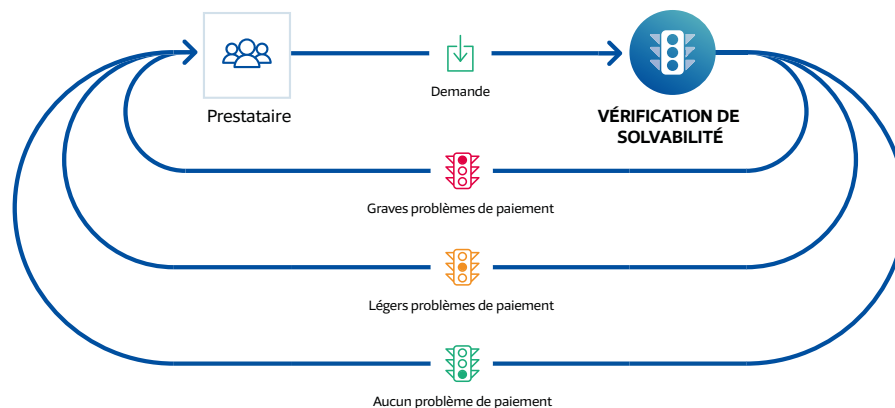 Demande
Prestataire
VÉRIFICATION DE
SOLVABILITÉ
Graves problèmes de paiement
Légers problèmes de paiement
Aucun problème de paiement